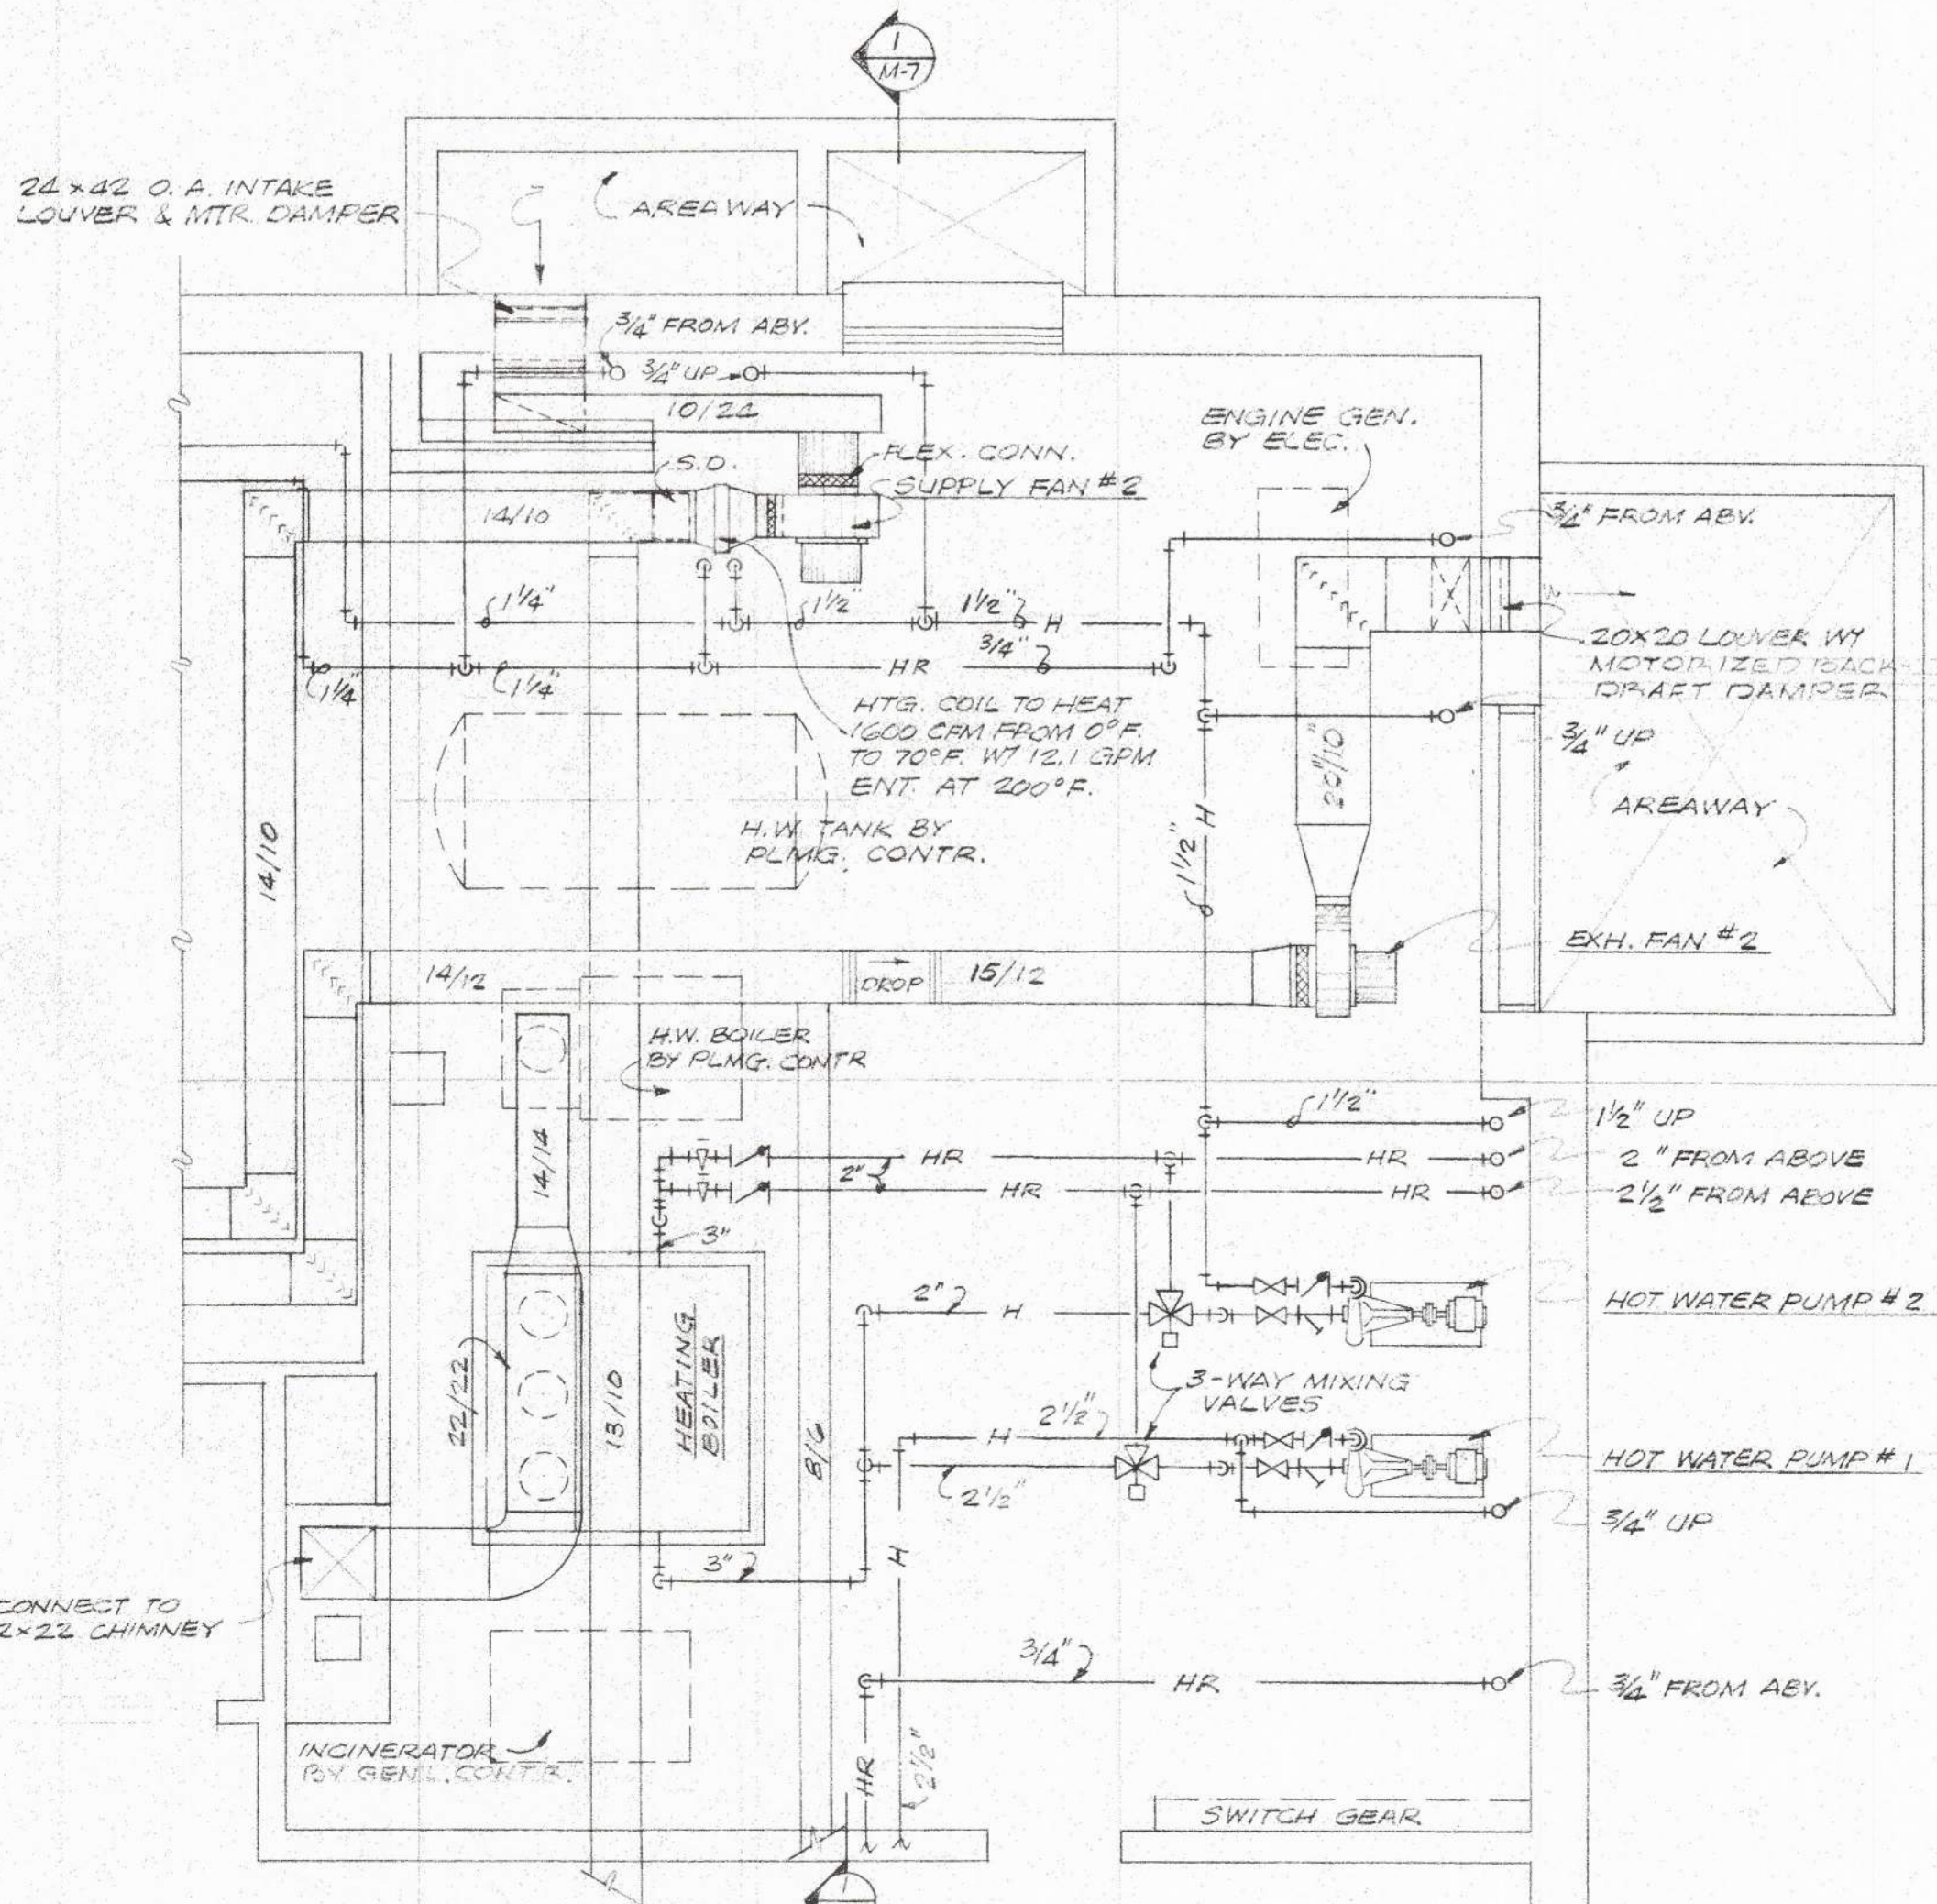 1
M-7
24 x 42 O. A. INTAKE
LOUVER & MTR. DAMPER
AREAWAY
3/4" FROM ABV.
3/4" UP
10/24
ENGINE GEN.
BY ELEC.
S.D.
FLEX. CONN.
SUPPLY FAN #2
14/10
3/4" FROM ABV.
1 1/4"
1 1/2"
1 1/2"
H
3/4"
HR
1 1/4"
1 1/4"
20x20 LOUVER W/
MOTORIZED BACK-
DRAFT DAMPER
HTG. COIL TO HEAT
1600 CFM FROM 0°F.
TO 70°F. W/ 12.1 GPM
ENT. AT 200°F.
3/4" UP
20"/10"
AREAWAY
H.W. TANK BY
PLMG. CONTR.
14/10
1 1/2"
H
EXH. FAN #2
14/12
DROP
15/12
H.W. BOILER
BY PLMG. CONTR
1 1/2"
1 1/2" UP
14/14
HR
HR
2" FROM ABOVE
2"
HR
HR
2 1/2" FROM ABOVE
3"
2"
H
HOT WATER PUMP #2
HEATING
BOILER
22/22
13/10
3-WAY MIXING
VALVES
8/6
2 1/2"
H
HOT WATER PUMP #1
2 1/2"
3/4" UP
3"
H
CONNECT TO
2x22 CHIMNEY
3/4"
HR
3/4" FROM ABV.
INCINERATOR
BY GEN'L. CONTR.
HR
2 1/2"
SWITCH GEAR
1